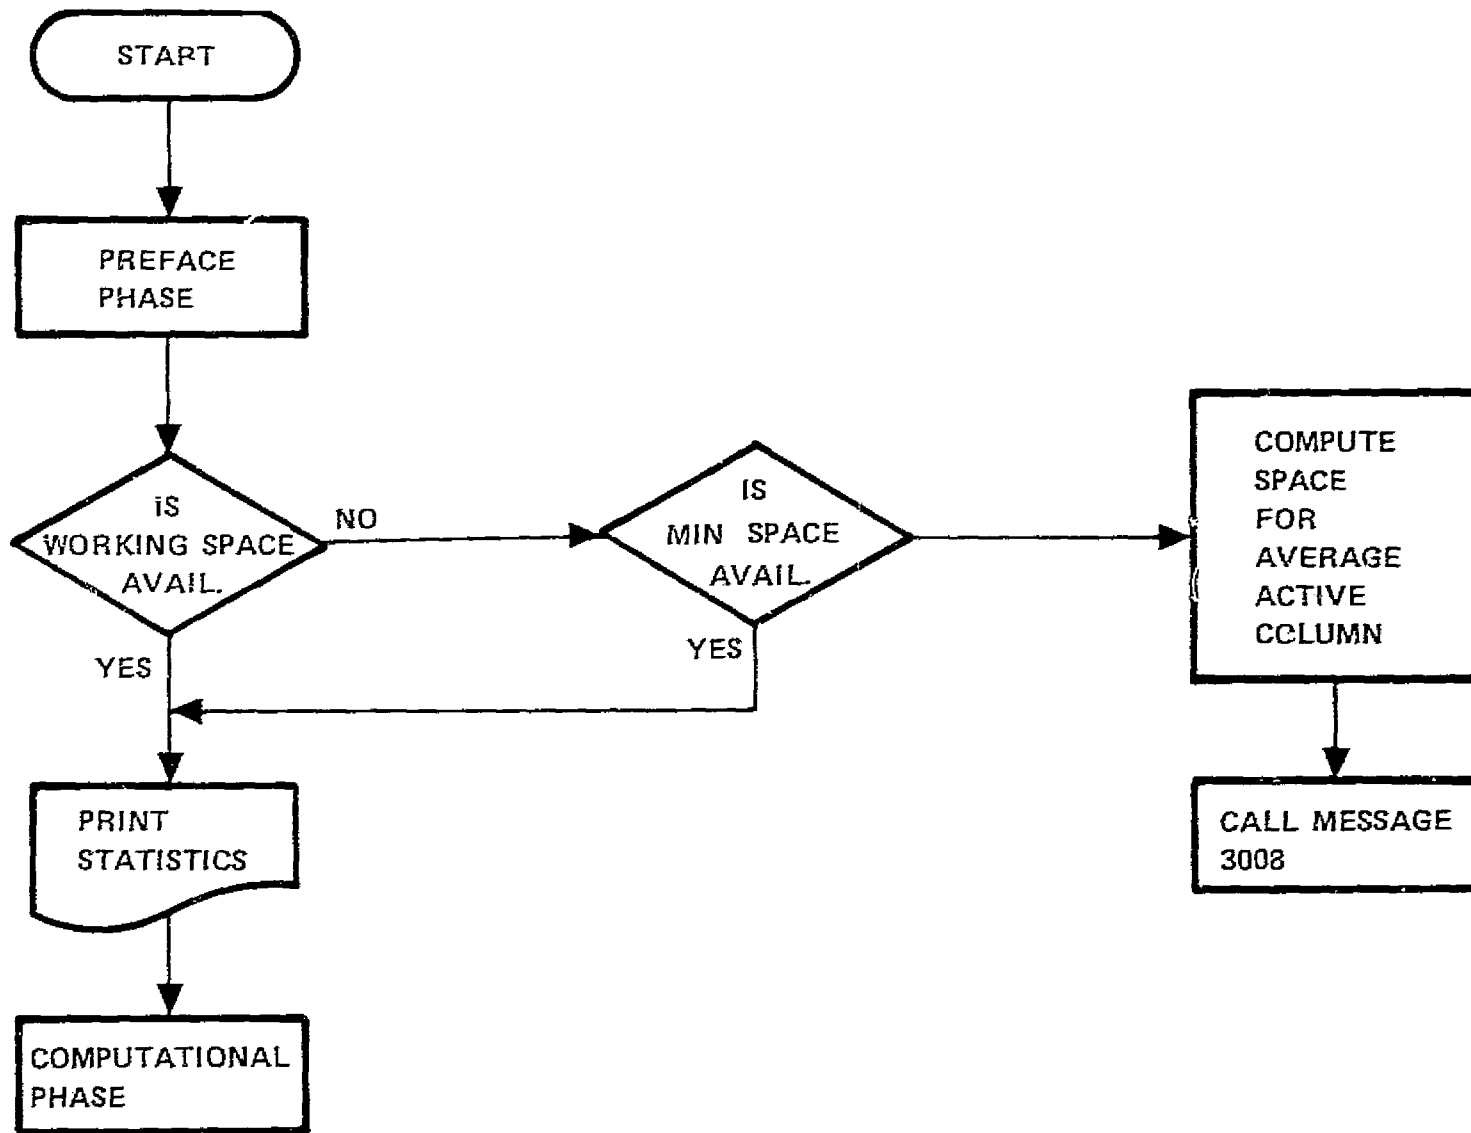 START
PREFACE
PHASE
IS
WORKING SPACE
AVAIL.
NO
YES
IS
MIN SPACE
AVAIL.
YES
COMPUTE
SPACE
FOR
AVERAGE
ACTIVE
COLUMN
CALL MESSAGE
3008
PRINT
STATISTICS
COMPUTATIONAL
PHASE